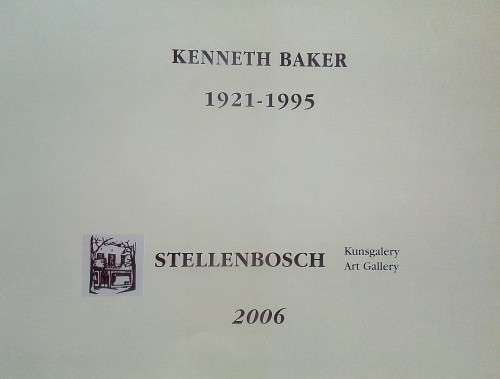 KENNETH BAKER
1921-1995
STELLENBOSCH Kunsgalery
Art Gallery
2006